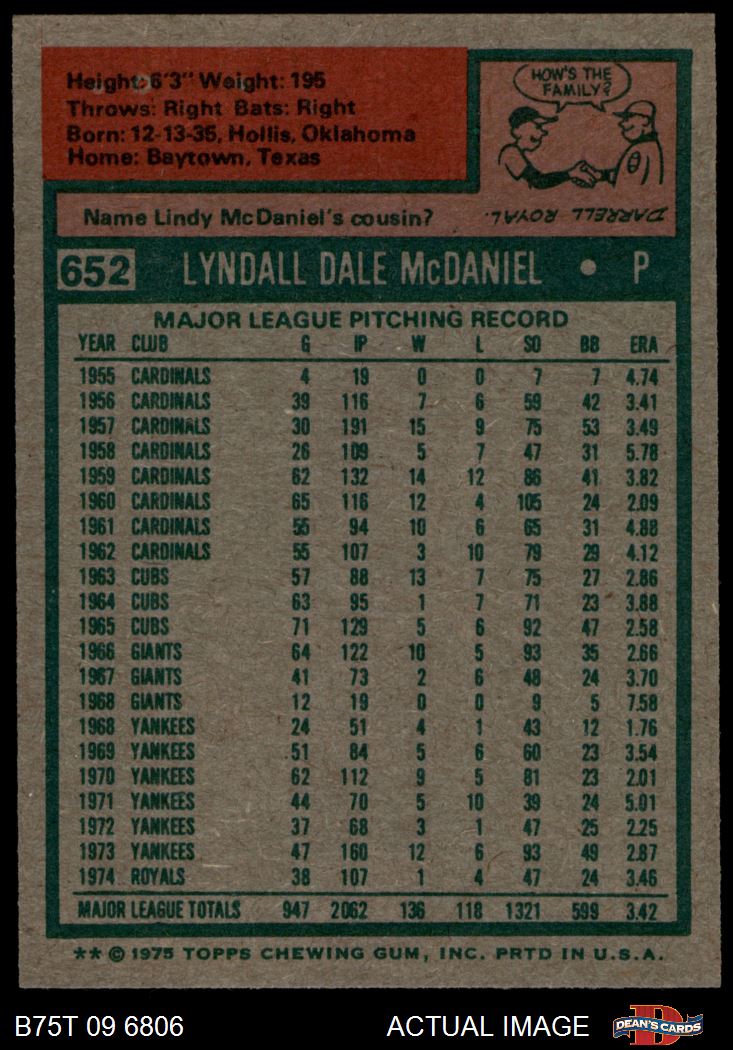 Height: 6'3" Weight: 195
Throws: Right Bats: Right
Born: 12-13-35, Hollis, Oklahoma
Home: Baytown, Texas
HOW'S THE
FAMILY?
Name Lindy McDaniel's cousin?
DARRELL ROYAL.
652 LYNDALL DALE McDANIEL • P
MAJOR LEAGUE PITCHING RECORD
YEAR CLUB G IP W L SO BB ERA
1955 CARDINALS 4 19 0 0 7 7 4.74
1956 CARDINALS 39 116 7 6 59 42 3.41
1957 CARDINALS 30 191 15 9 75 53 3.49
1958 CARDINALS 26 109 5 7 47 31 5.78
1959 CARDINALS 62 132 14 12 86 41 3.82
1960 CARDINALS 65 116 12 4 105 24 2.09
1961 CARDINALS 55 94 10 6 65 31 4.88
1962 CARDINALS 55 107 3 10 79 29 4.12
1963 CUBS 57 88 13 7 75 27 2.86
1964 CUBS 63 95 1 7 71 23 3.88
1965 CUBS 71 129 5 6 92 47 2.58
1966 GIANTS 64 122 10 5 93 35 2.66
1967 GIANTS 41 73 2 6 48 24 3.70
1968 GIANTS 12 19 0 0 9 5 7.58
1968 YANKEES 24 51 4 1 43 12 1.76
1969 YANKEES 51 84 5 6 60 23 3.54
1970 YANKEES 62 112 9 5 81 23 2.01
1971 YANKEES 44 70 5 10 39 24 5.01
1972 YANKEES 37 68 3 1 47 25 2.25
1973 YANKEES 47 160 12 6 93 49 2.87
1974 ROYALS 38 107 1 4 47 24 3.46
MAJOR LEAGUE TOTALS 947 2062 136 118 1321 599 3.42
** © 1975 TOPPS CHEWING GUM, INC. PRTD IN U.S.A.
B75T 09 6806 ACTUAL IMAGE DEAN'S CARDS